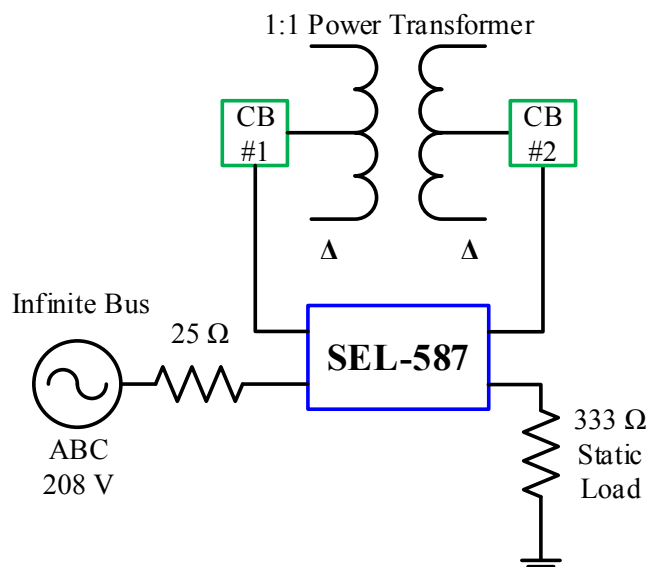 1:1 Power Transformer
CB
#1
CB
#2
Δ
Δ
Infinite Bus
25 Ω
SEL-587
ABC
208 V
333 Ω
Static
Load